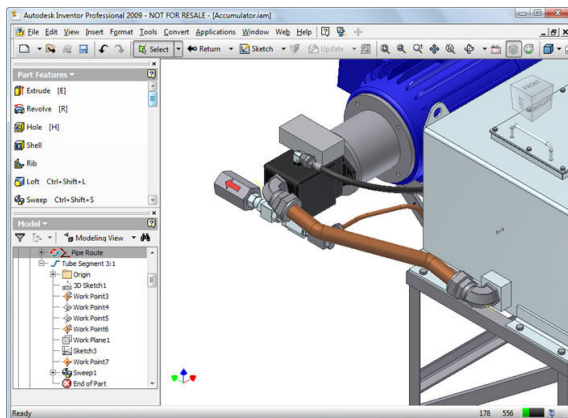 Autodesk Inventor Professional 2009 - NOT FOR RESALE - [Accumulator.iam]
File Edit View Insert Format Tools Convert Applications Window Web Help
Select Return Sketch Update
Part Features
Extrude [E]
Revolve [R]
Hole [H]
Shell
Rib
Loft Ctrl+Shift+L
Sweep Ctrl+Shift+S
Model
Modeling View
Pipe Route
Tube Segment 3:1
Origin
3D Sketch1
Work Point3
Work Point4
Work Point5
Work Point6
Work Plane1
Sketch3
Work Point7
Sweep1
End of Part
Ready 178 556